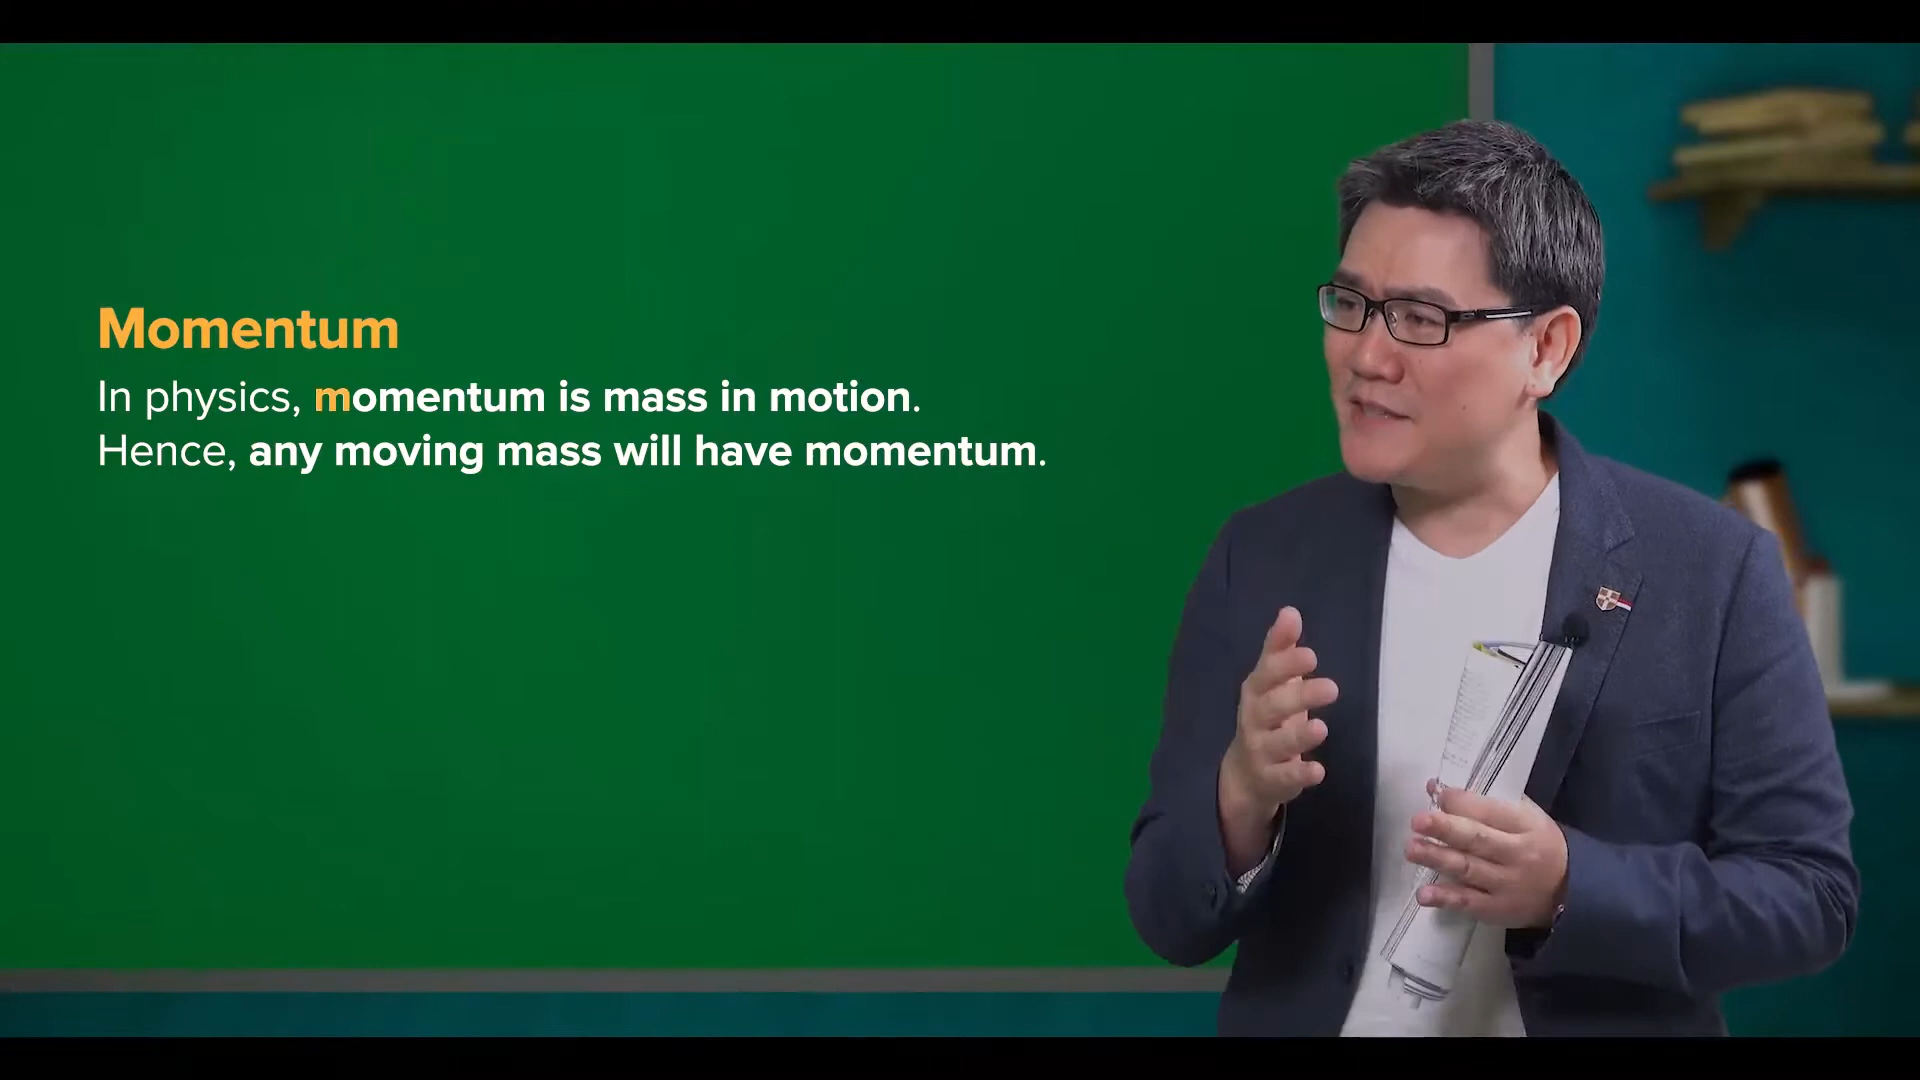 Momentum
In physics, momentum is mass in motion.
Hence, any moving mass will have momentum.